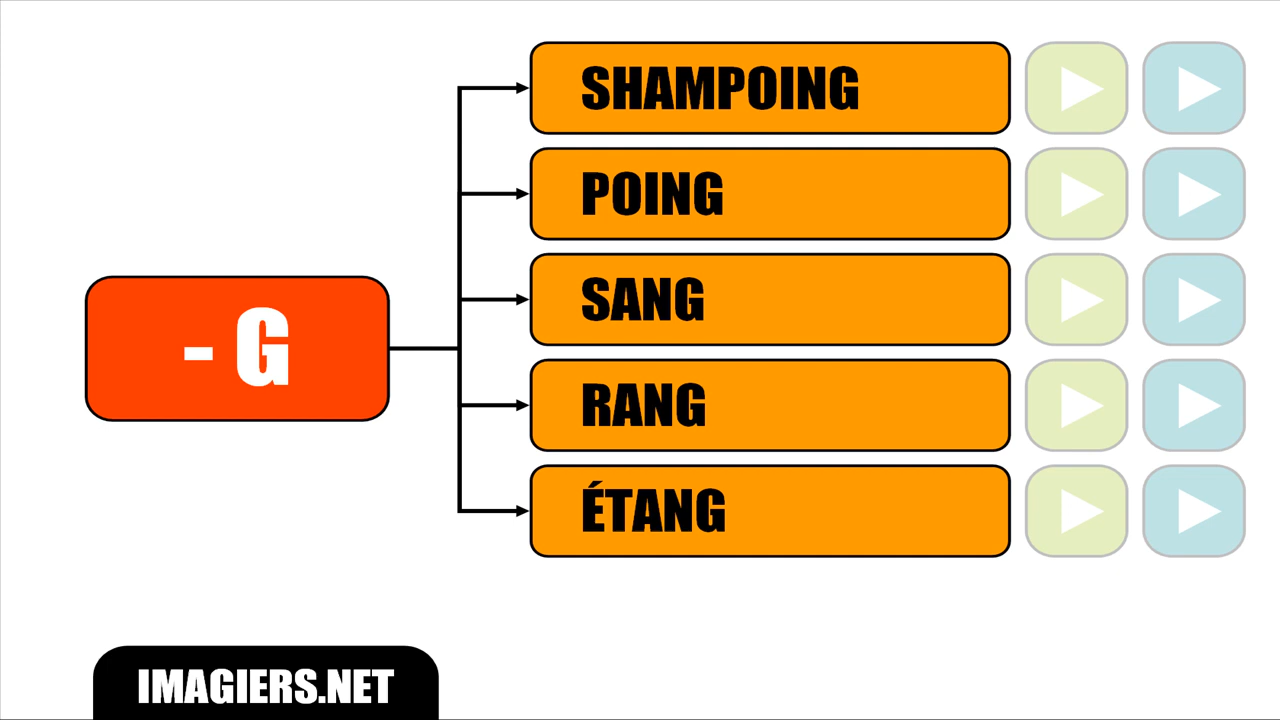 SHAMPOING
POING
SANG
- G
RANG
ÉTANG
IMAGIERS.NET